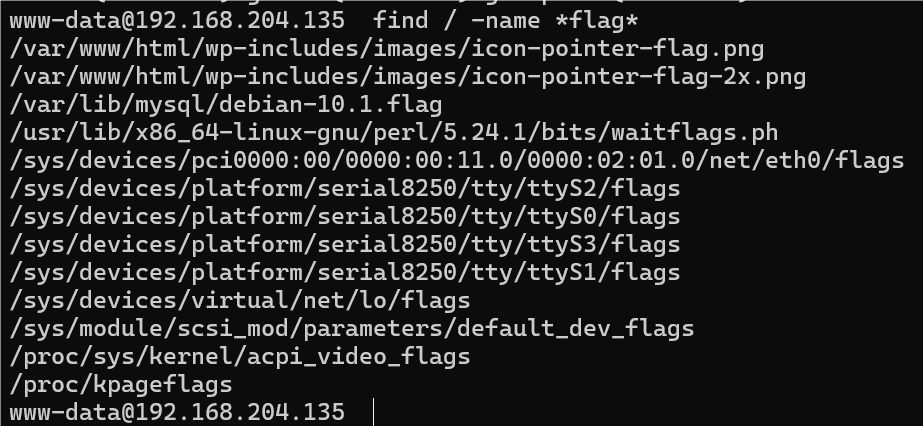 www-data@192.168.204.135  find / -name *flag*
/var/www/html/wp-includes/images/icon-pointer-flag.png
/var/www/html/wp-includes/images/icon-pointer-flag-2x.png
/var/lib/mysql/debian-10.1.flag
/usr/lib/x86_64-linux-gnu/perl/5.24.1/bits/waitflags.ph
/sys/devices/pci0000:00/0000:00:11.0/0000:02:01.0/net/eth0/flags
/sys/devices/platform/serial8250/tty/ttyS2/flags
/sys/devices/platform/serial8250/tty/ttyS0/flags
/sys/devices/platform/serial8250/tty/ttyS3/flags
/sys/devices/platform/serial8250/tty/ttyS1/flags
/sys/devices/virtual/net/lo/flags
/sys/module/scsi_mod/parameters/default_dev_flags
/proc/sys/kernel/acpi_video_flags
/proc/kpageflags
www-data@192.168.204.135